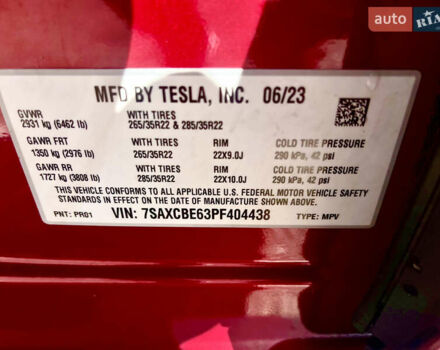 auto RIA
MFD BY TESLA, INC. 06/23
GVWR WITH TIRES WITH TIRES
2931 kg (6462 lb) 265/35R22 & 285/35R22
GAWR FRT WITH TIRES RIM COLD TIRE PRESSURE
1350 kg (2976 lb) 265/35R22 22X9.0J 290 kPa, 42 psi
GAWR RR WITH TIRES RIM COLD TIRE PRESSURE
1727 kg (3808 lb) 285/35R22 22X10.0J 290 kPa, 42 psi
THIS VEHICLE CONFORMS TO ALL APPLICABLE U.S. FEDERAL MOTOR VEHICLE SAFETY
STANDARDS IN EFFECT ON THE DATE OF MANUFACTURE SHOWN ABOVE.
PNT: PR01 VIN: 7SAXCBE63PF404438 TYPE: MPV